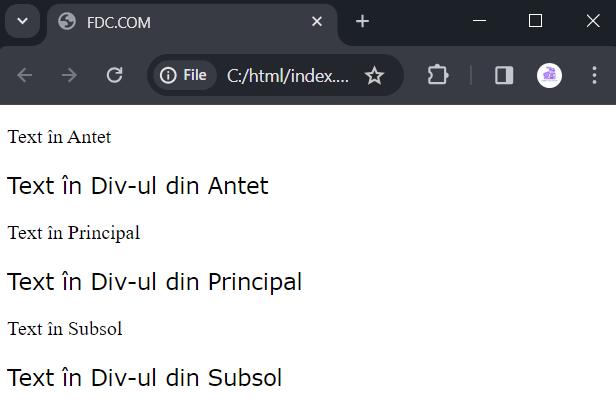 FDC.COM
File C:/html/index....
Text în Antet
Text în Div-ul din Antet
Text în Principal
Text în Div-ul din Principal
Text în Subsol
Text în Div-ul din Subsol